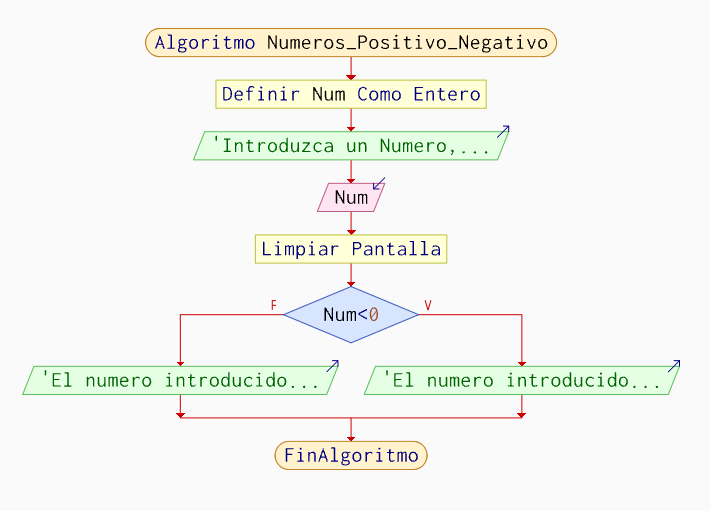 Algoritmo Numeros_Positivo_Negativo
Definir Num Como Entero
'Introduzca un Numero,...
Num
Limpiar Pantalla
F
Num<0
V
'El numero introducido...
'El numero introducido...
FinAlgoritmo